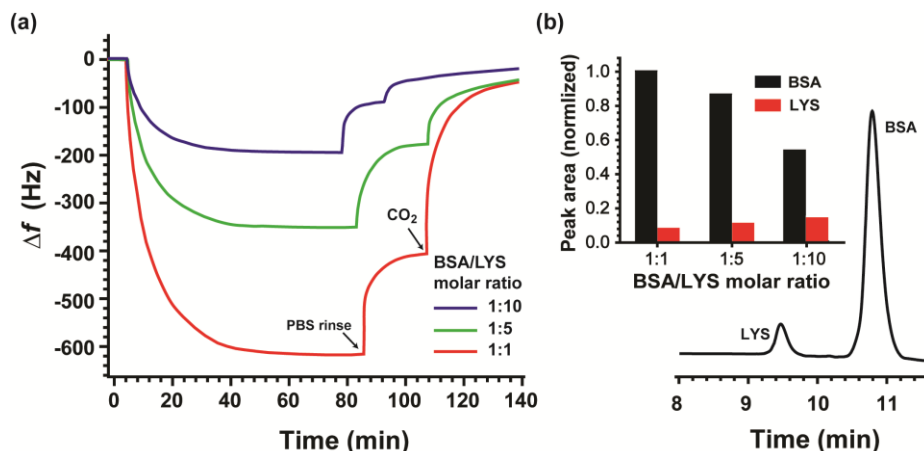 (a)
0
-100
-200
-300
-400
-500
-600
Δf (Hz)
CO2
PBS rinse
BSA/LYS
molar ratio
1:10
1:5
1:1
0 20 40 60 80 100 120 140
Time (min)
(b)
1.0
0.8
0.6
0.4
0.2
0.0
Peak area (normlized)
BSA
LYS
1:1 1:5 1:10
BSA/LYS molar ratio
BSA
LYS
8 9 10 11
Time (min)